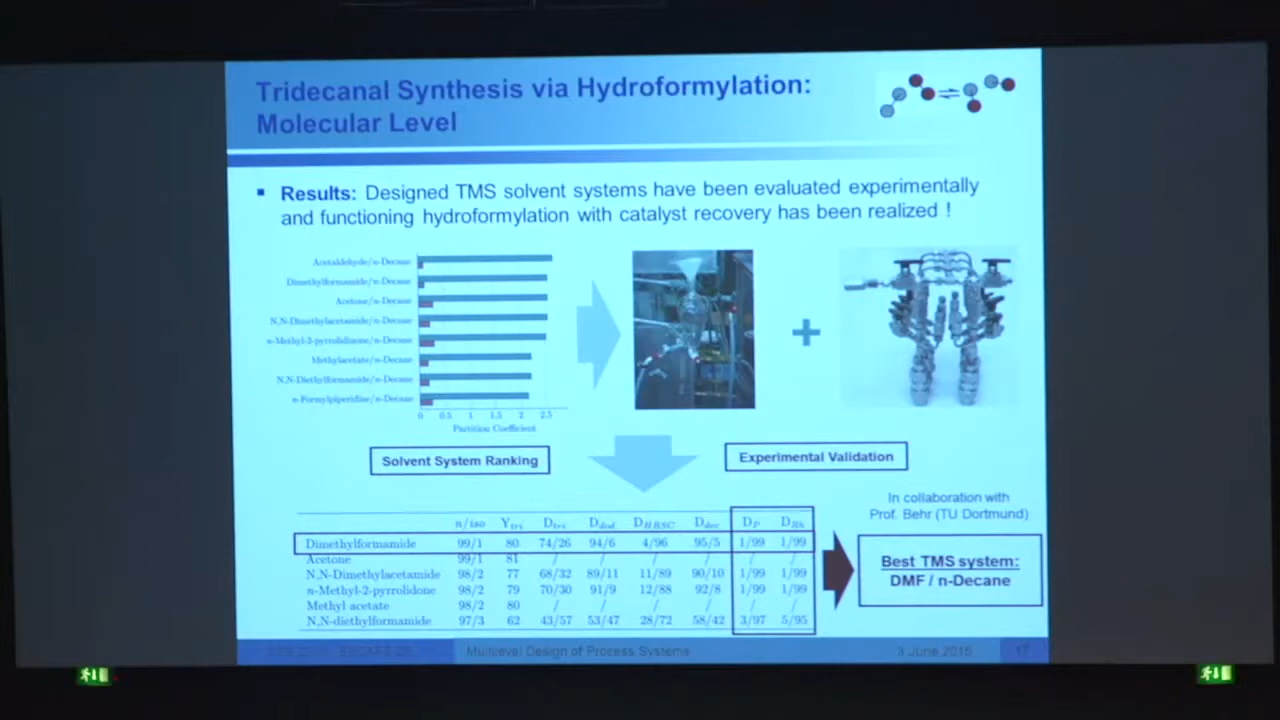 Tridecanal Synthesis via Hydroformylation:
Molecular Level
▪ Results: Designed TMS solvent systems have been evaluated experimentally
and functioning hydroformylation with catalyst recovery has been realized !
Acetaldehyde/n-Decane
Dimethylformamide/n-Decane
Acetone/n-Decane
N,N-Dimethylacetamide/n-Decane
n-Methyl-2-pyrrolidinone/n-Decane
Methylacetate/n-Decane
N,N-Diethylformamide/n-Decane
n-Formylpiperidine/n-Decane
0 0.5 1 1.5 2 2.5
Partition Coefficient
+
Solvent System Ranking
Experimental Validation
In collaboration with
Prof. Behr (TU Dortmund)
n/iso Y D D D_HRSC D D_P D_Rh
Dimethylformamide 99/1 80 74/26 94/6 4/96 95/5 1/99 1/99
Acetone 99/1 81 / / / / / /
N,N-Dimethylacetamide 98/2 77 68/32 89/11 11/89 90/10 1/99 1/99
n-Methyl-2-pyrrolidone 98/2 79 70/30 91/9 12/88 92/8 1/99 1/99
Methyl acetate 98/2 80 / / / / / /
N,N-diethylformamide 97/3 62 43/57 53/47 28/72 58/42 3/97 5/95
Best TMS system:
DMF / n-Decane
Multilevel Design of Process Systems
3 June 2015
17